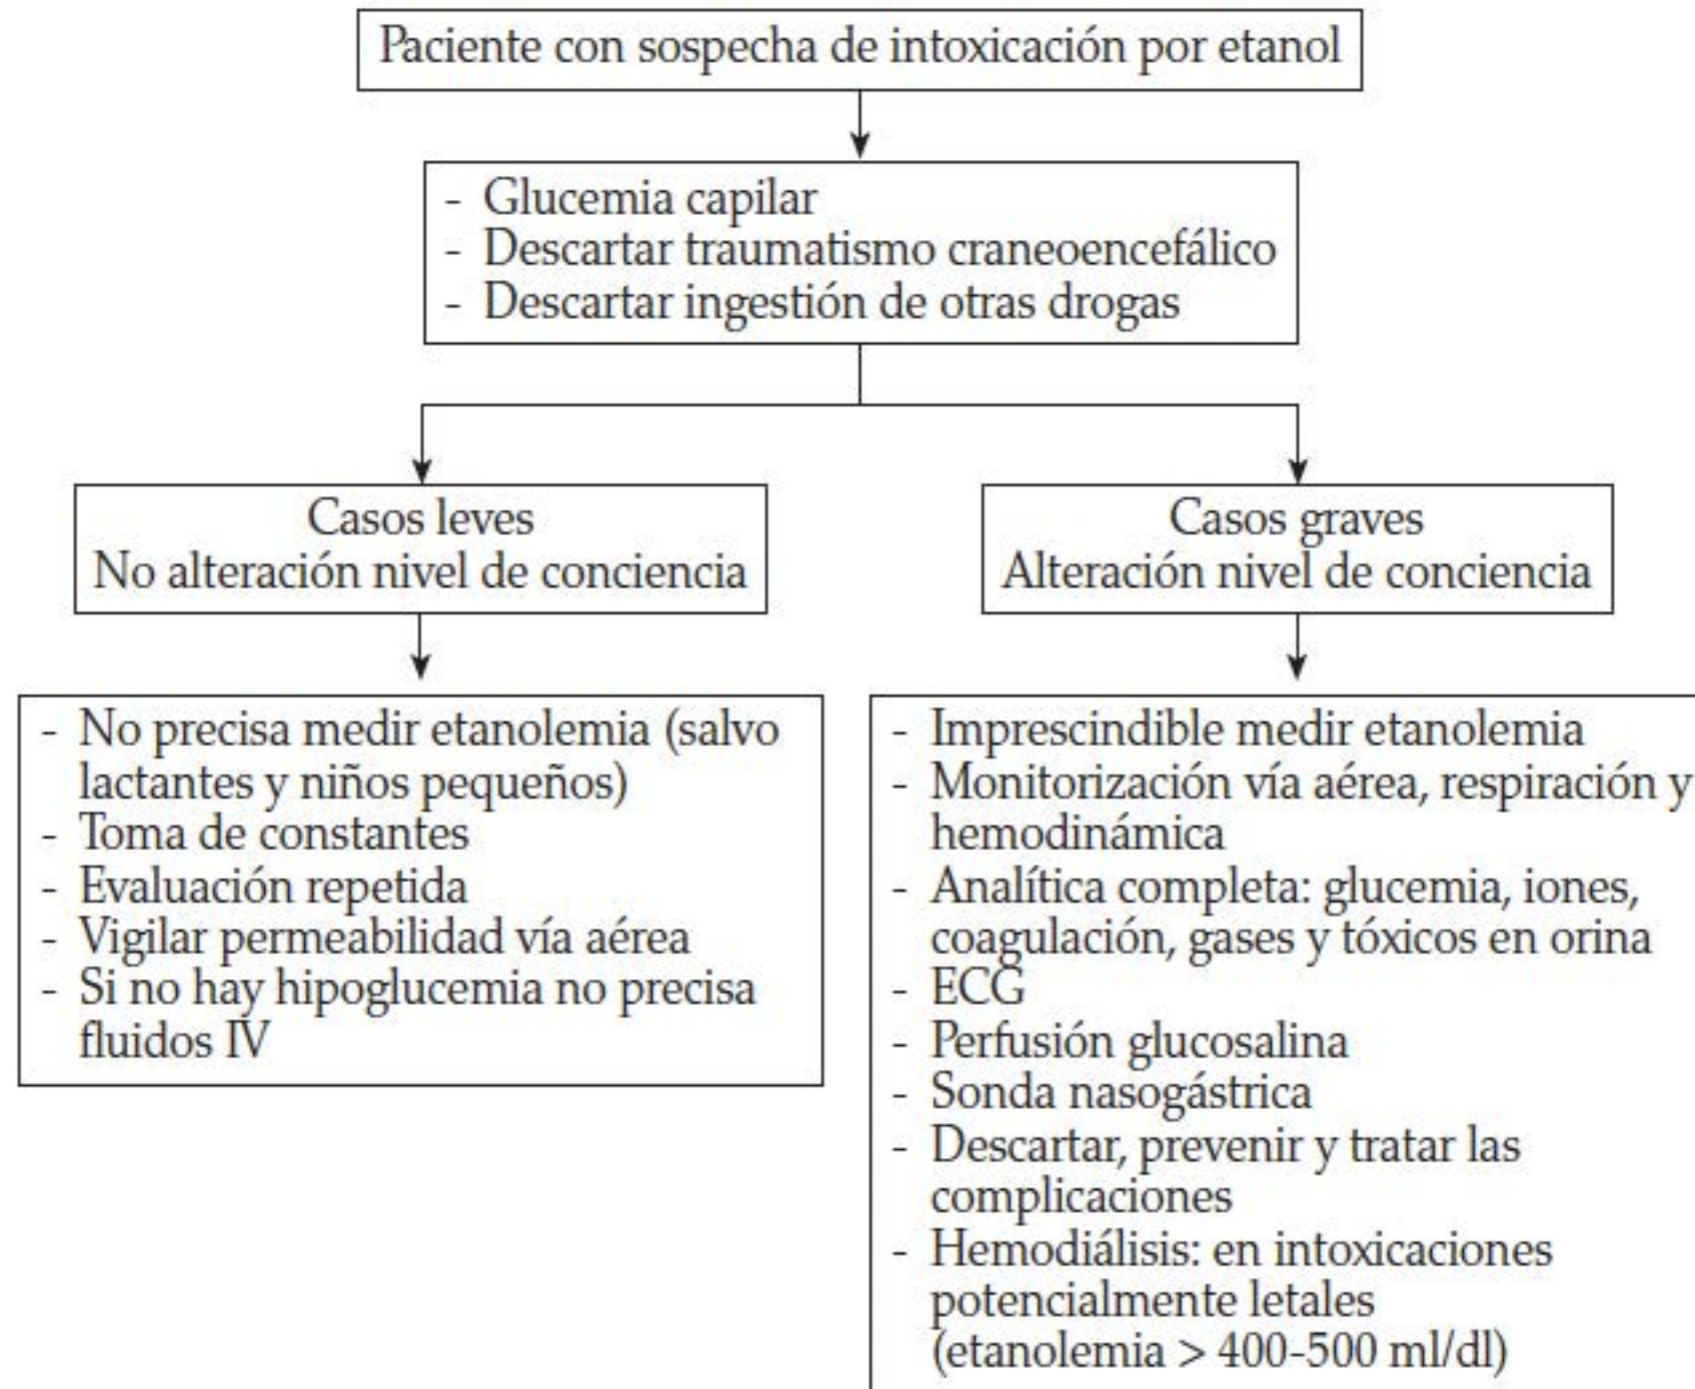 Paciente con sospecha de intoxicación por etanol
- Glucemia capilar
- Descartar traumatismo craneoencefálico
- Descartar ingestión de otras drogas
Casos leves
No alteración nivel de conciencia
Casos graves
Alteración nivel de conciencia
- No precisa medir etanolemia (salvo
lactantes y niños pequeños)
- Toma de constantes
- Evaluación repetida
- Vigilar permeabilidad vía aérea
- Si no hay hipoglucemia no precisa
fluidos IV
- Imprescindible medir etanolemia
- Monitorización vía aérea, respiración y
hemodinámica
- Analítica completa: glucemia, iones,
coagulación, gases y tóxicos en orina
- ECG
- Perfusión glucosalina
- Sonda nasogástrica
- Descartar, prevenir y tratar las
complicaciones
- Hemodiálisis: en intoxicaciones
potencialmente letales
(etanolemia > 400-500 ml/dl)